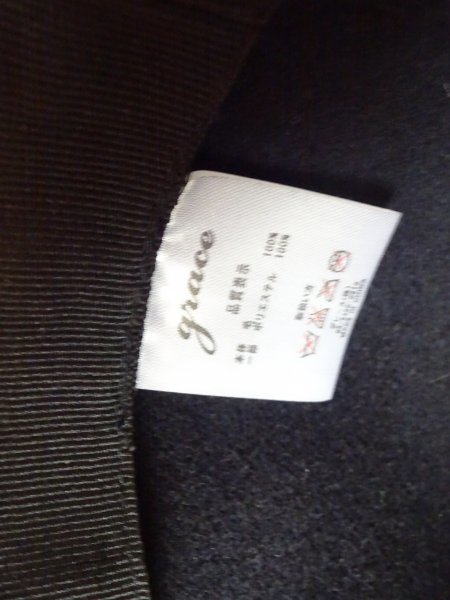 grace
品質表示
本体 毛 100%
一部 ポリエステル 100%